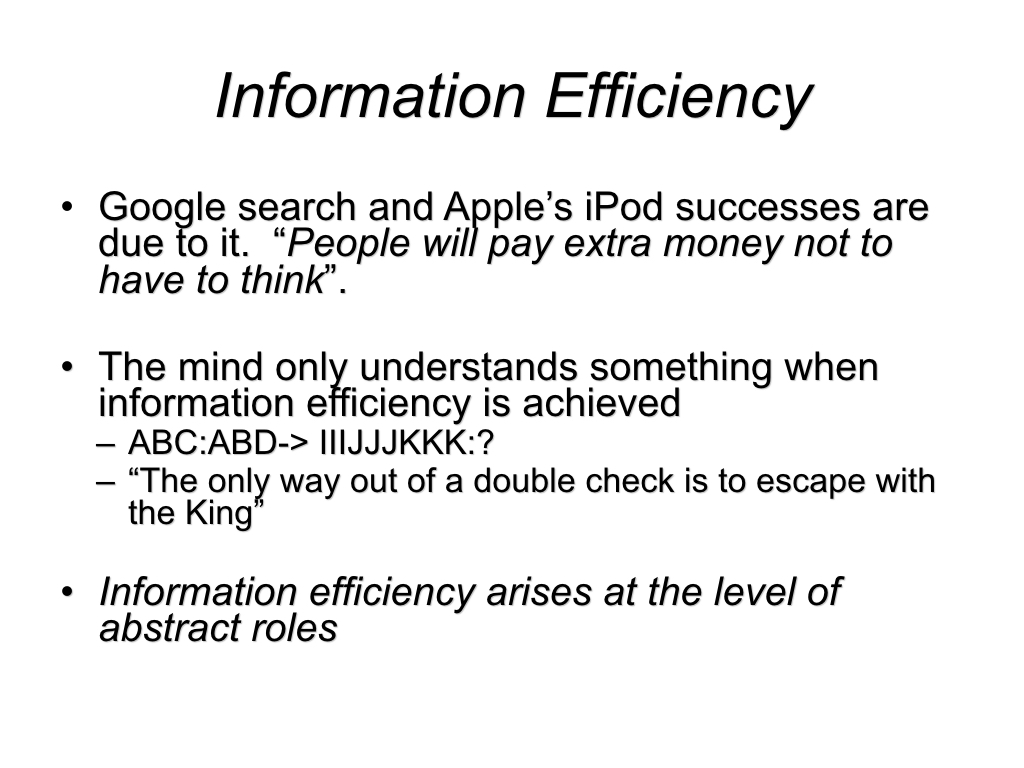 Information Efficiency
• Google search and Apple’s iPod successes are
due to it.  “People will pay extra money not to
have to think”.
• The mind only understands something when
information efficiency is achieved
– ABC:ABD-> IIIJJJKKK:?
– “The only way out of a double check is to escape with
the King”
• Information efficiency arises at the level of
abstract roles